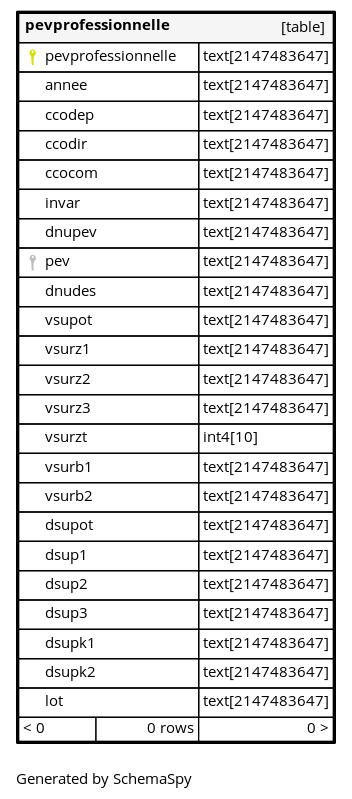 pevprofessionnelle [table]
pevprofessionnelle text[2147483647]
annee text[2147483647]
ccodep text[2147483647]
ccodir text[2147483647]
ccocom text[2147483647]
invar text[2147483647]
dnupev text[2147483647]
pev text[2147483647]
dnudes text[2147483647]
vsupot text[2147483647]
vsurz1 text[2147483647]
vsurz2 text[2147483647]
vsurz3 text[2147483647]
vsurzt int4[10]
vsurb1 text[2147483647]
vsurb2 text[2147483647]
dsupot text[2147483647]
dsup1 text[2147483647]
dsup2 text[2147483647]
dsup3 text[2147483647]
dsupk1 text[2147483647]
dsupk2 text[2147483647]
lot text[2147483647]
< 0 0 rows 0 >
Generated by SchemaSpy